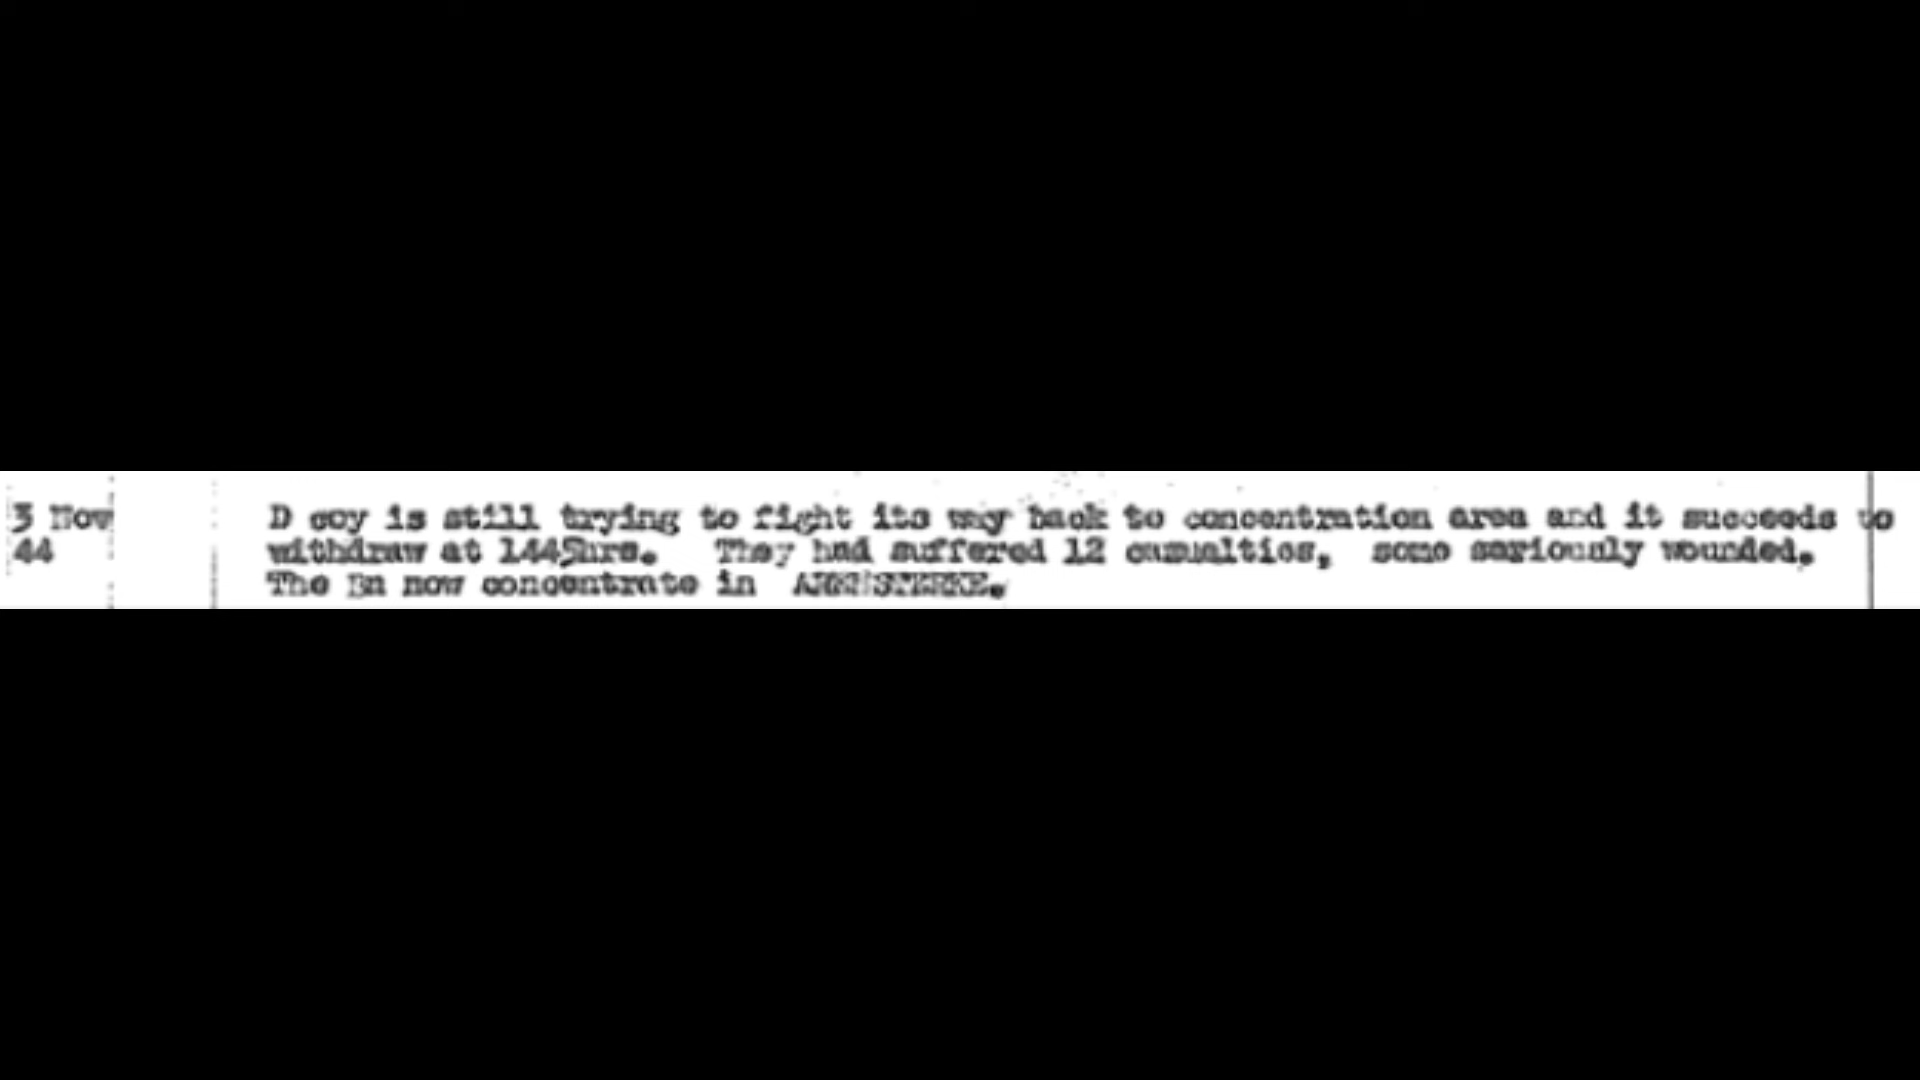 3 Nov D coy is still trying to fight its way back to concentration area and it succeeds to
44 withdraw at 1445hrs. They had suffered 12 casualties, some seriously wounded.
The Bn now concentrate in